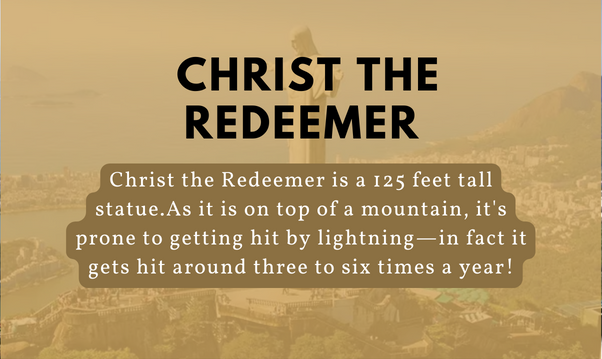 CHRIST THE
REDEEMER
Christ the Redeemer is a 125 feet tall
statue.As it is on top of a mountain, it's
prone to getting hit by lightning—in fact it
gets hit around three to six times a year!